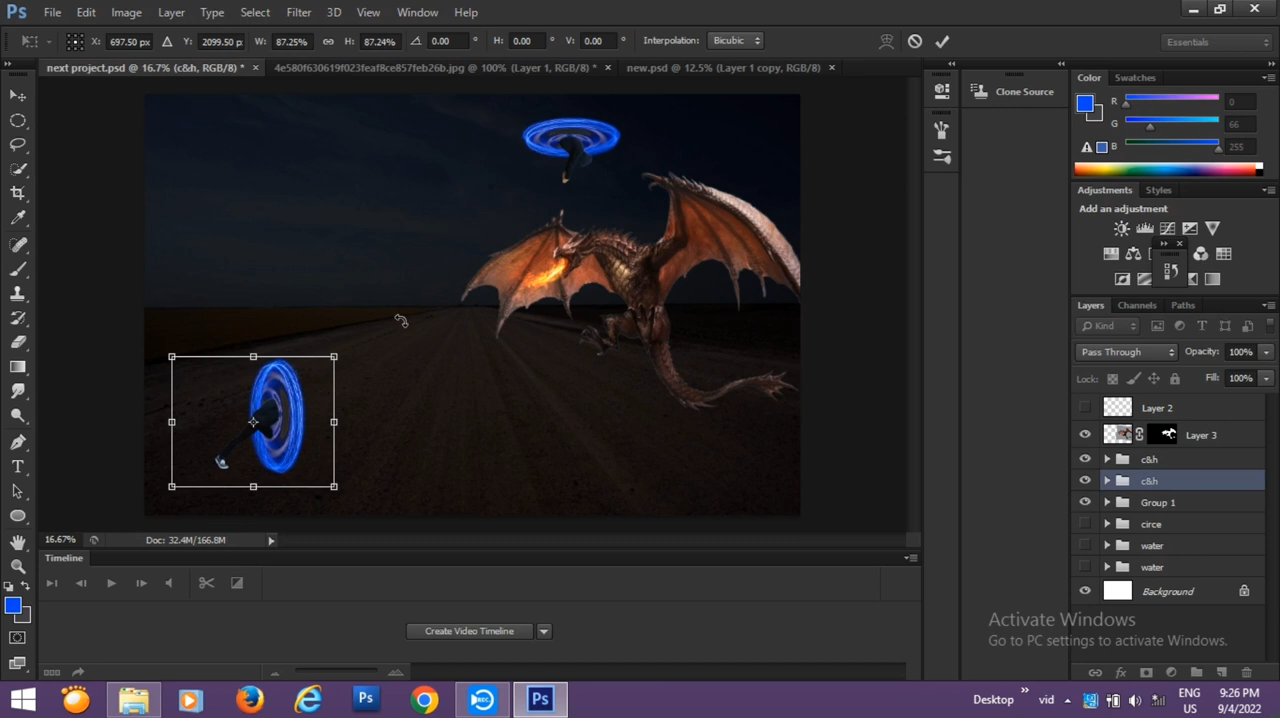 Ps File Edit Image Layer Type Select Filter 3D View Window Help
X: 697.50 px Y: 2099.50 p: W: 87.25% H: 87.24% 0.00 ° H: 0.00 ° V: 0.00 ° Interpolation: Bicubic Essentials
next project.psd @ 16.7% (c&h, RGB/8) * × 4e580f630619f023feaf8ce857feb26b.jpg @ 100% (Layer 1, RGB/8) * × new.psd @ 12.5% (Layer 1 copy, RGB/8) ×
Clone Source
Color Swatches
R 0
G 66
B 255
Adjustments Styles
Add an adjustment
Layers Channels Paths
Kind
Pass Through Opacity: 100%
Lock: Fill: 100%
Layer 2
Layer 3
c&h
c&h
Group 1
circe
water
water
Background
16.67% Doc: 32.4M/166.8M
Timeline
Create Video Timeline
Activate Windows
Go to PC settings to activate Windows.
Desktop » vid ENG 9:26 PM
US 9/4/2022
REC
Ps
Ps